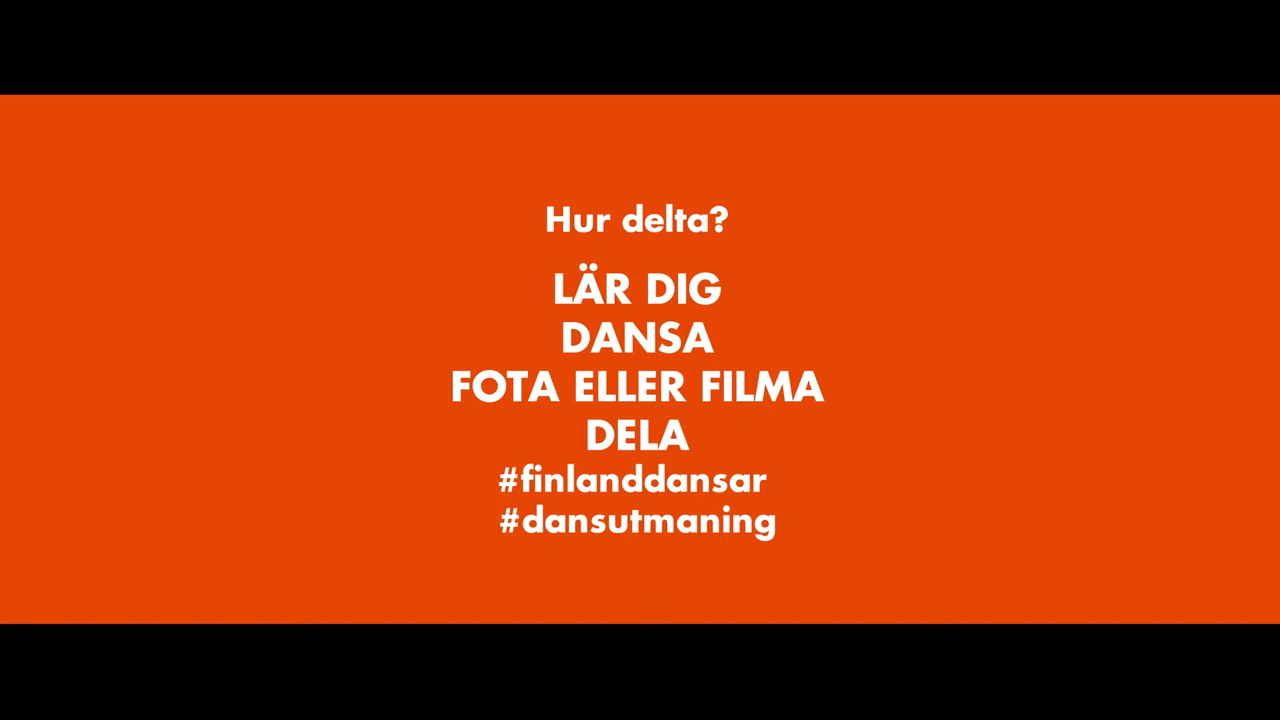 Hur delta?
LÄR DIG
DANSA
FOTA ELLER FILMA
DELA
#finlanddansar
#dansutmaning